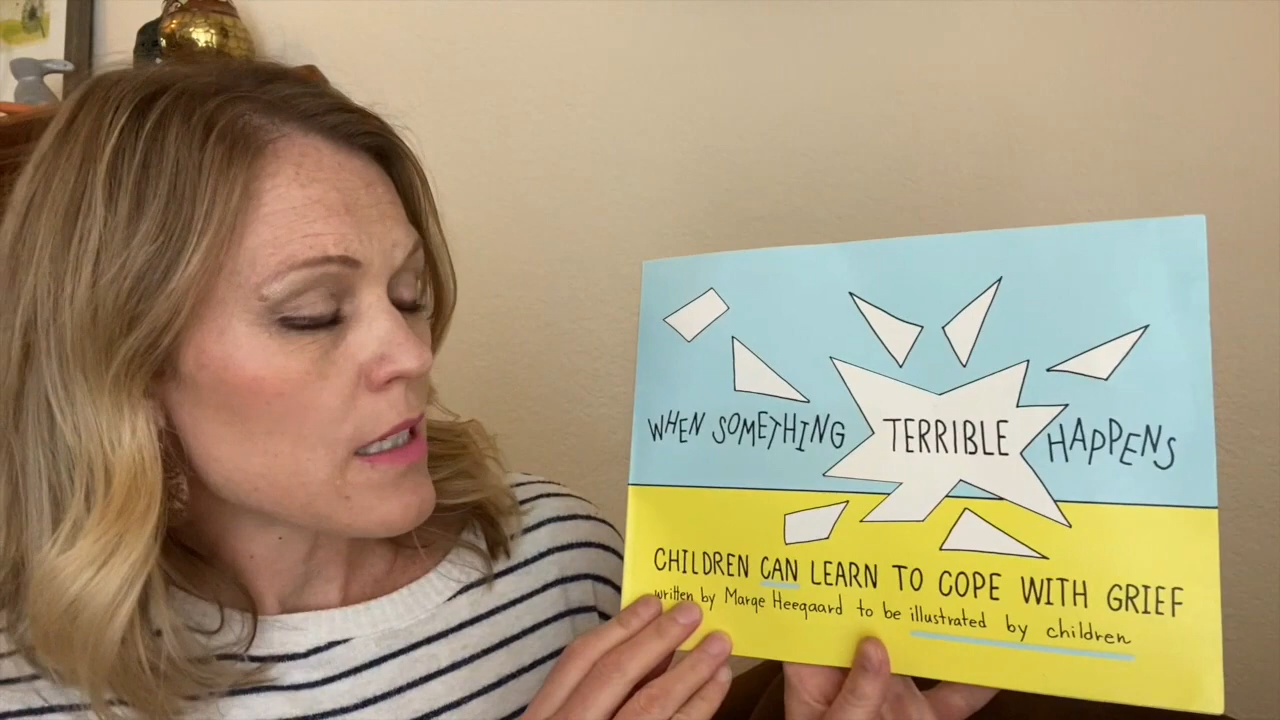 WHEN SOMETHING TERRIBLE HAPPENS
CHILDREN CAN LEARN TO COPE WITH GRIEF
written by Marge Heegaard to be illustrated by children